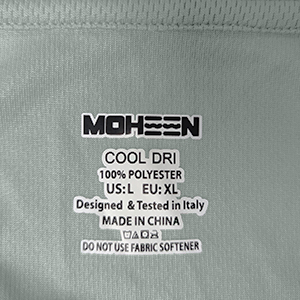 MOHEEN
COOL DRI
100% POLYESTER
US: L EU: XL
Designed & Tested in Italy
MADE IN CHINA
DO NOT USE FABRIC SOFTENER